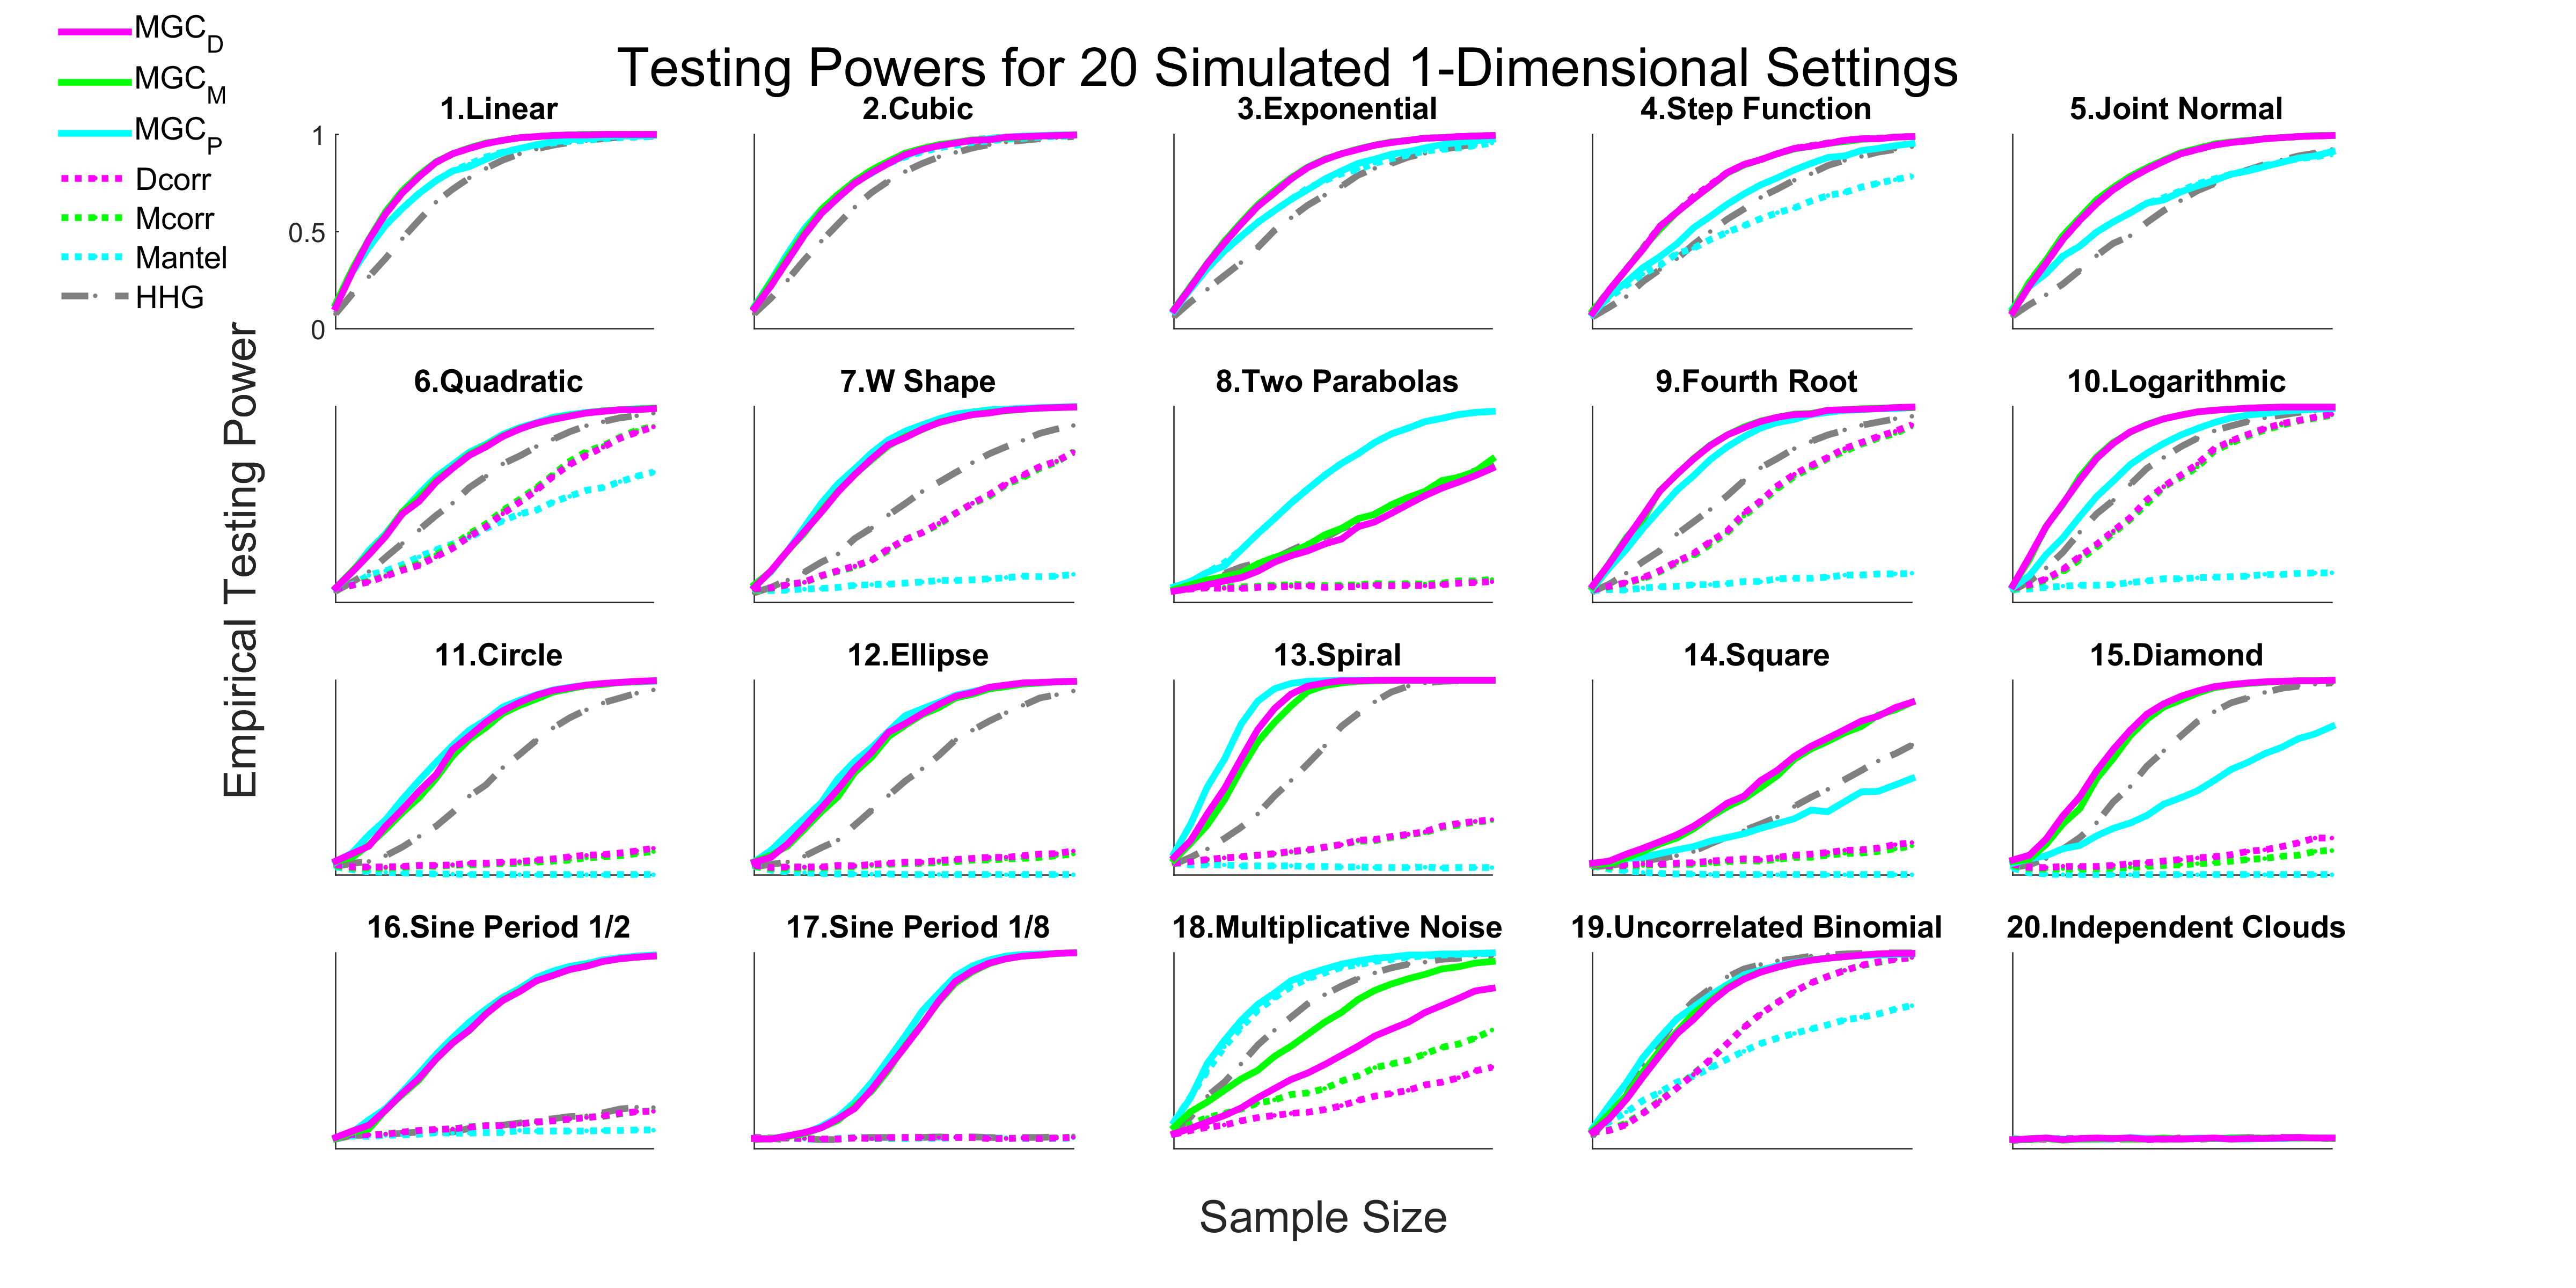 MGC_D
MGC_M
MGC_P
Dcorr
Mcorr
Mantel
HHG
Testing Powers for 20 Simulated 1-Dimensional Settings
1.Linear
2.Cubic
3.Exponential
4.Step Function
5.Joint Normal
1
0.5
0
6.Quadratic
7.W Shape
8.Two Parabolas
9.Fourth Root
10.Logarithmic
Empirical Testing Power
11.Circle
12.Ellipse
13.Spiral
14.Square
15.Diamond
16.Sine Period 1/2
17.Sine Period 1/8
18.Multiplicative Noise
19.Uncorrelated Binomial
20.Independent Clouds
Sample Size